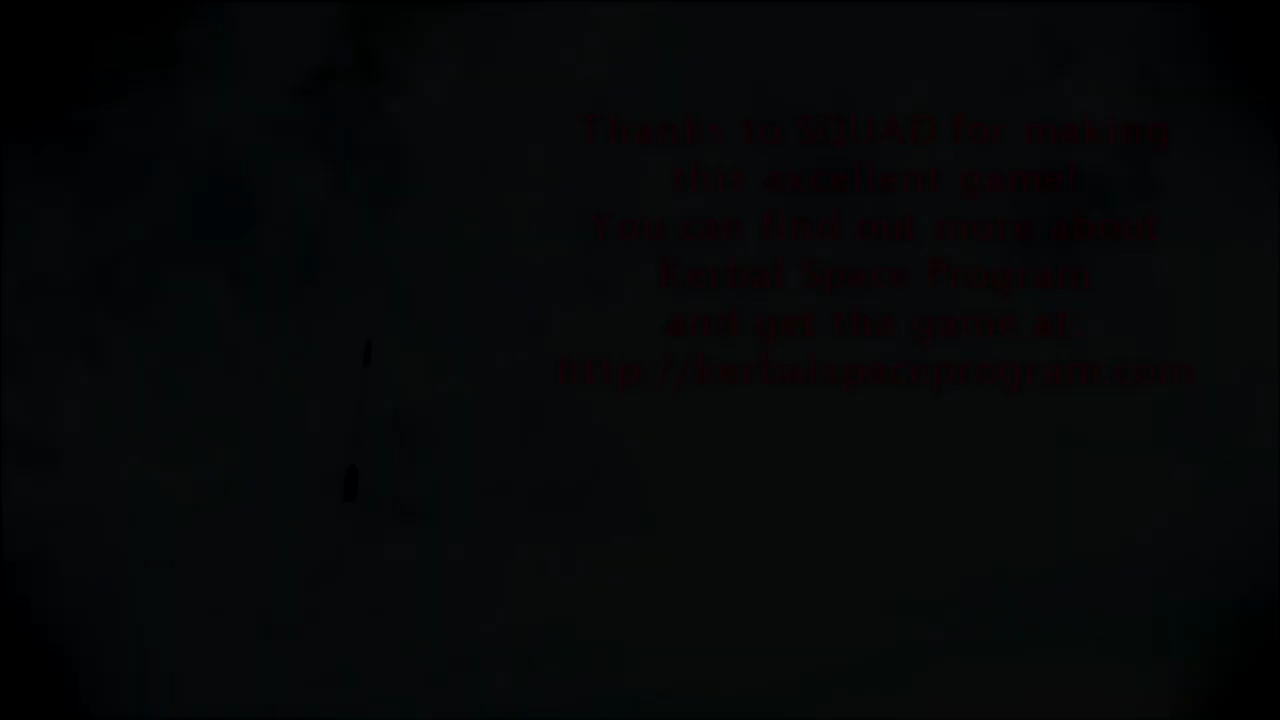 Thanks to SQUAD for making
this excellent game!
You can find out more about
Kerbal Space Program
and get the game at
http://kerbalspaceprogram.com